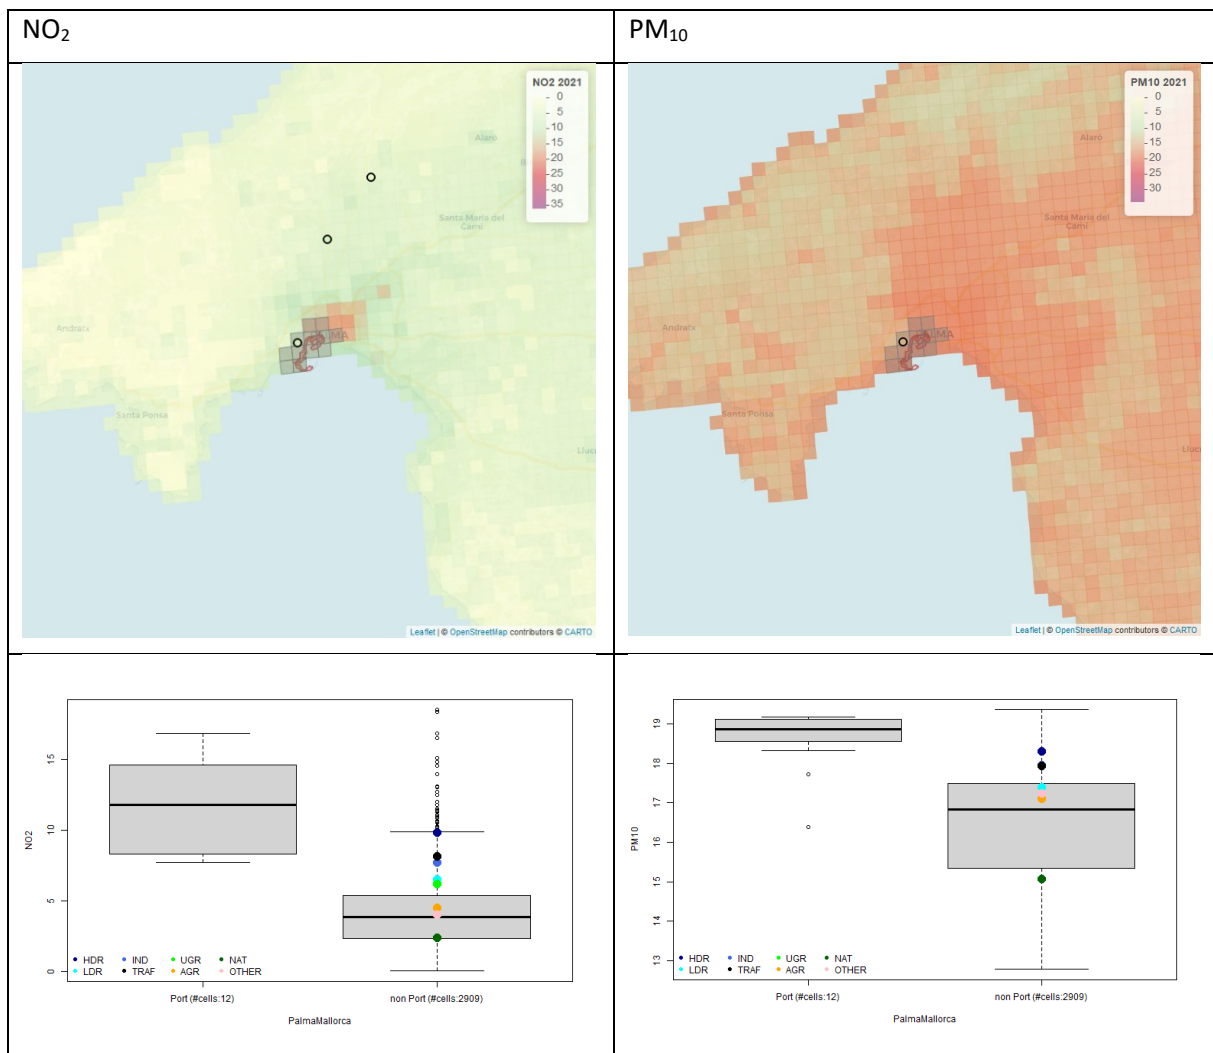 NO₂
PM₁₀
NO2 2021
0
5
10
15
20
25
30
35
Alaró
Santa Maria del
Camí
Andratx
MA
Santa Ponsa
Lluc
Leaflet | © OpenStreetMap contributors © CARTO
PM10 2021
0
5
10
15
20
25
30
Alaró
Santa Maria del
Camí
Andratx
LMA
Santa Ponsa
Lluc
Leaflet | © OpenStreetMap contributors © CARTO
NO2
15
10
5
0
HDR IND UGR NAT
LDR TRAF AGR OTHER
Port (#cells:12) non Port (#cells:2909)
PalmaMallorca
PM10
19
18
17
16
15
14
13
HDR IND UGR NAT
LDR TRAF AGR OTHER
Port (#cells:12) non Port (#cells:2909)
PalmaMallorca